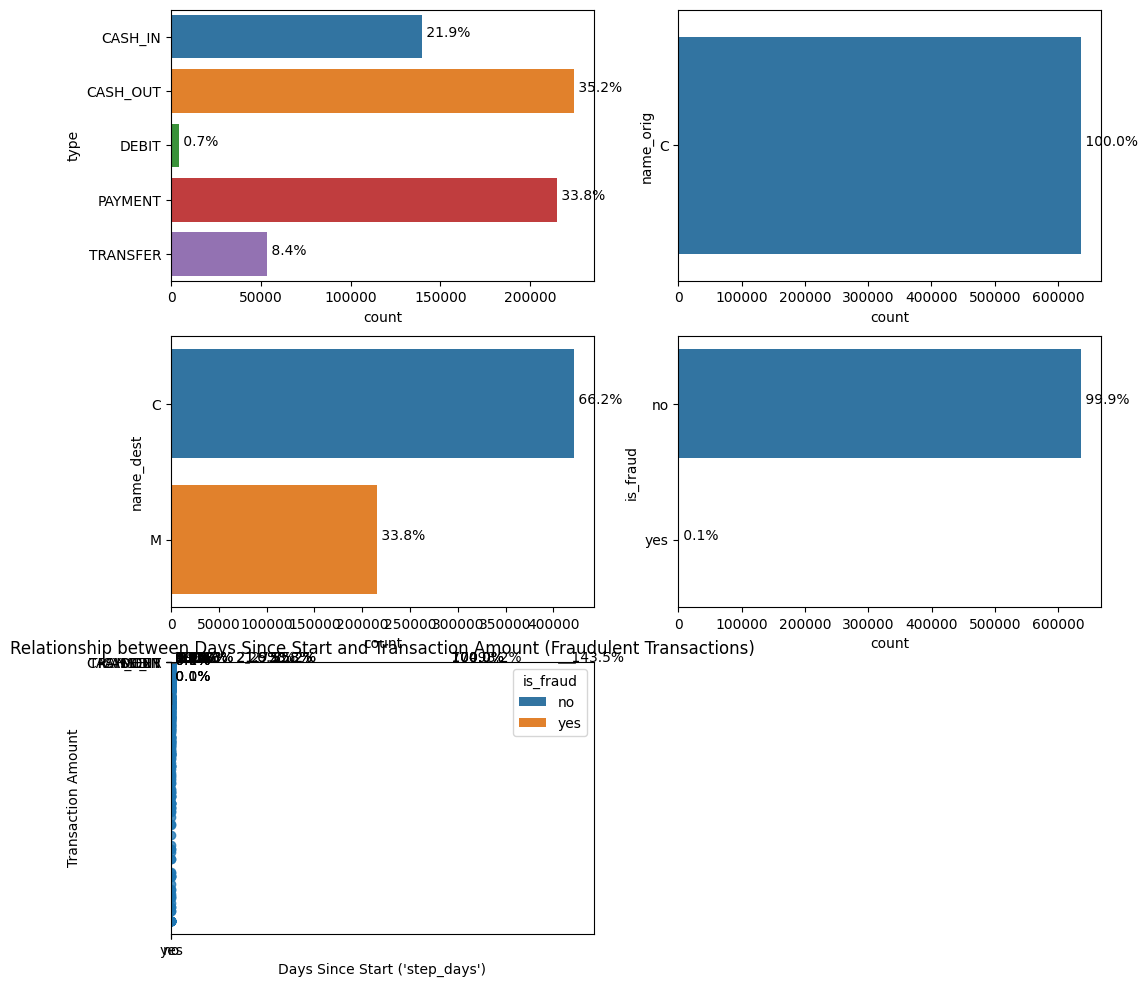 CASH_IN
21.9%
CASH_OUT
35.2%
DEBIT
0.7%
PAYMENT
33.8%
TRANSFER
8.4%
type
0 50000 100000 150000 200000
count
name_orig
C
100.0%
0 100000 200000 300000 400000 500000 600000
count
name_dest
C
66.2%
M
33.8%
0 50000 100000 150000 200000 250000 300000 350000 400000
count
is_fraud
no
99.9%
yes
0.1%
0 100000 200000 300000 400000 500000 600000
count
Relationship between Days Since Start and Transaction Amount (Fraudulent Transactions)
143.5%
is_fraud
no
yes
Transaction Amount
yes
no
Days Since Start ('step_days')